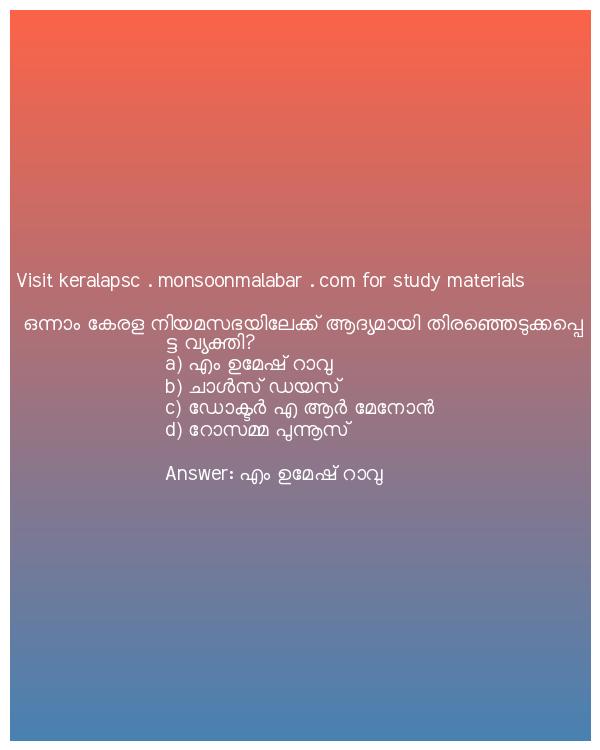 Visit keralapsc . monsoonmalabar . com for study materials
ഒന്നാം കേരള നിയമസഭയിലേക്ക് ആദ്യമായി തിരഞ്ഞെടുക്കപ്പെ
ട്ട വ്യക്തി?
a) എം ഉമേഷ് റാവു
b) ചാൾസ് ഡയസ്
c) ഡോക്ടർ എ ആർ മേനോൻ
d) റോസമ്മ പുന്നൂസ്
Answer: എം ഉമേഷ് റാവു